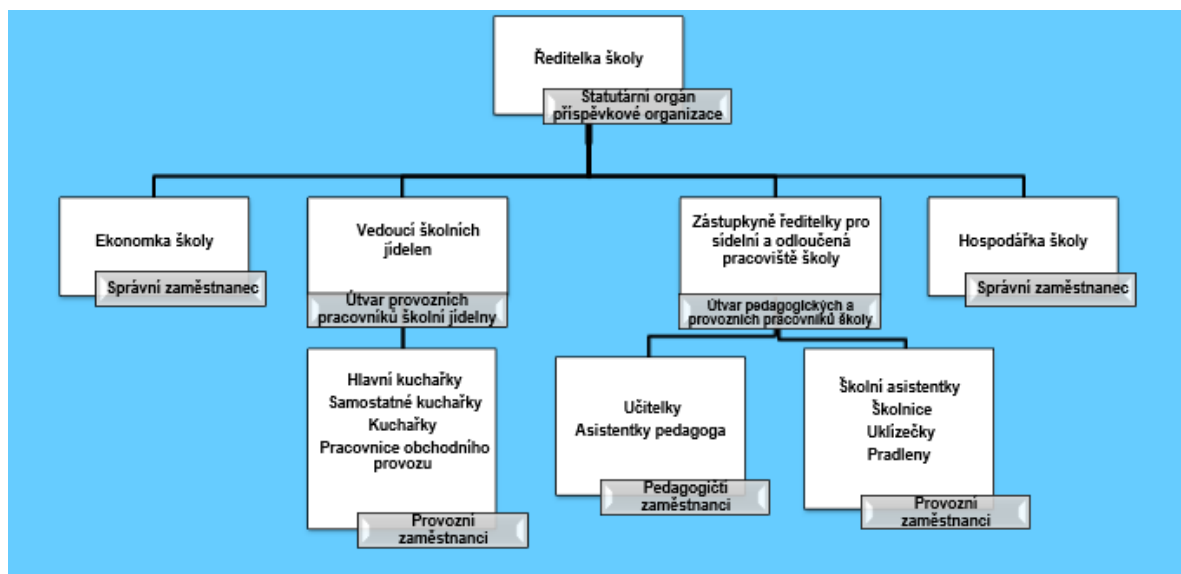 Ředitelka školy
Statutární orgán
příspěvkové organizace
Ekonomka školy
Správní zaměstnanec
Vedoucí školních
jídelen
Útvar provozních
pracovníků školní jídelny
Zástupkyně ředitelky pro
sídelní a odloučená
pracoviště školy
Útvar pedagogických a
provozních pracovníků školy
Hospodářka školy
Správní zaměstnanec
Hlavní kuchařky
Samostatné kuchařky
Kuchařky
Pracovnice obchodního
provozu
Provozní
zaměstnanci
Učitelky
Asistentky pedagoga
Pedagogičtí
zaměstnanci
Školní asistentky
Školnice
Uklízečky
Pradleny
Provozní
zaměstnanci